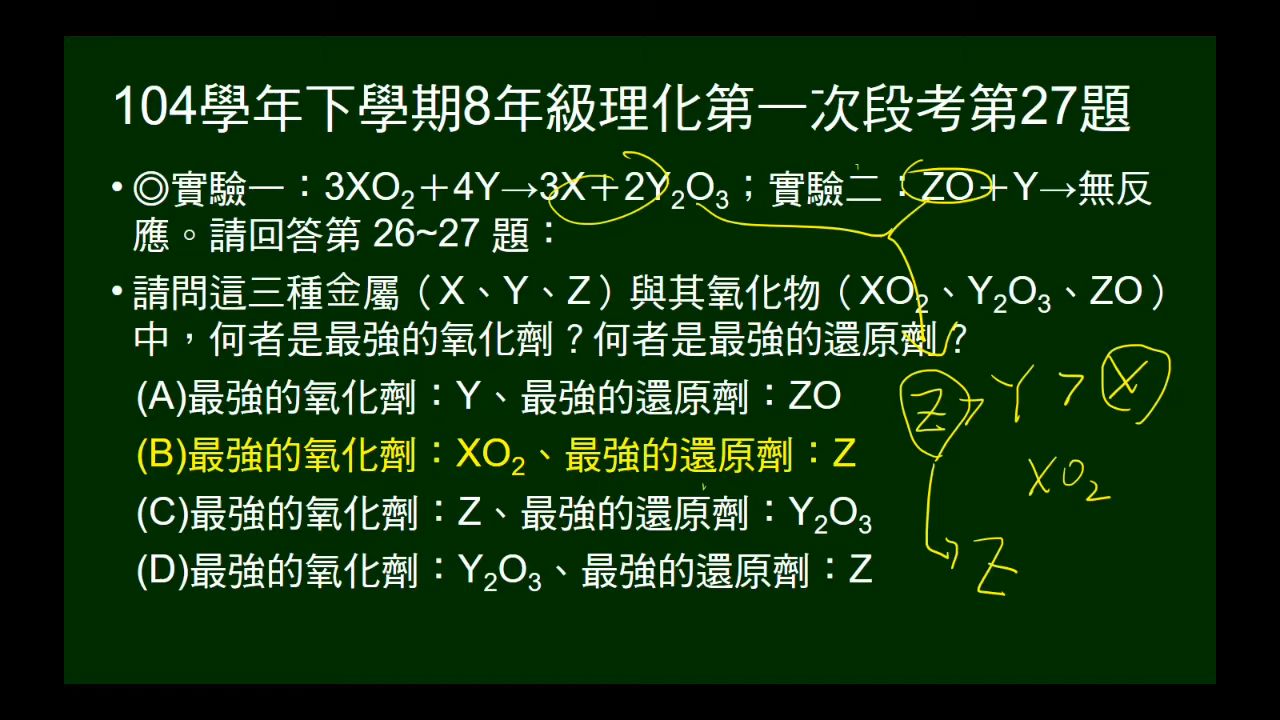 104學年下學期8年級理化第一次段考第27題
• ◎實驗一：3XO₂＋4Y→3X＋2Y₂O₃；實驗二：ZO＋Y→無反
應。請回答第 26~27 題：
• 請問這三種金屬（X、Y、Z）與其氧化物（XO₂、Y₂O₃、ZO）
中，何者是最強的氧化劑？何者是最強的還原劑？
(A)最強的氧化劑：Y、最強的還原劑：ZO
Z > Y > X
(B)最強的氧化劑：XO₂、最強的還原劑：Z
XO₂
(C)最強的氧化劑：Z、最強的還原劑：Y₂O₃
(D)最強的氧化劑：Y₂O₃、最強的還原劑：Z
Z